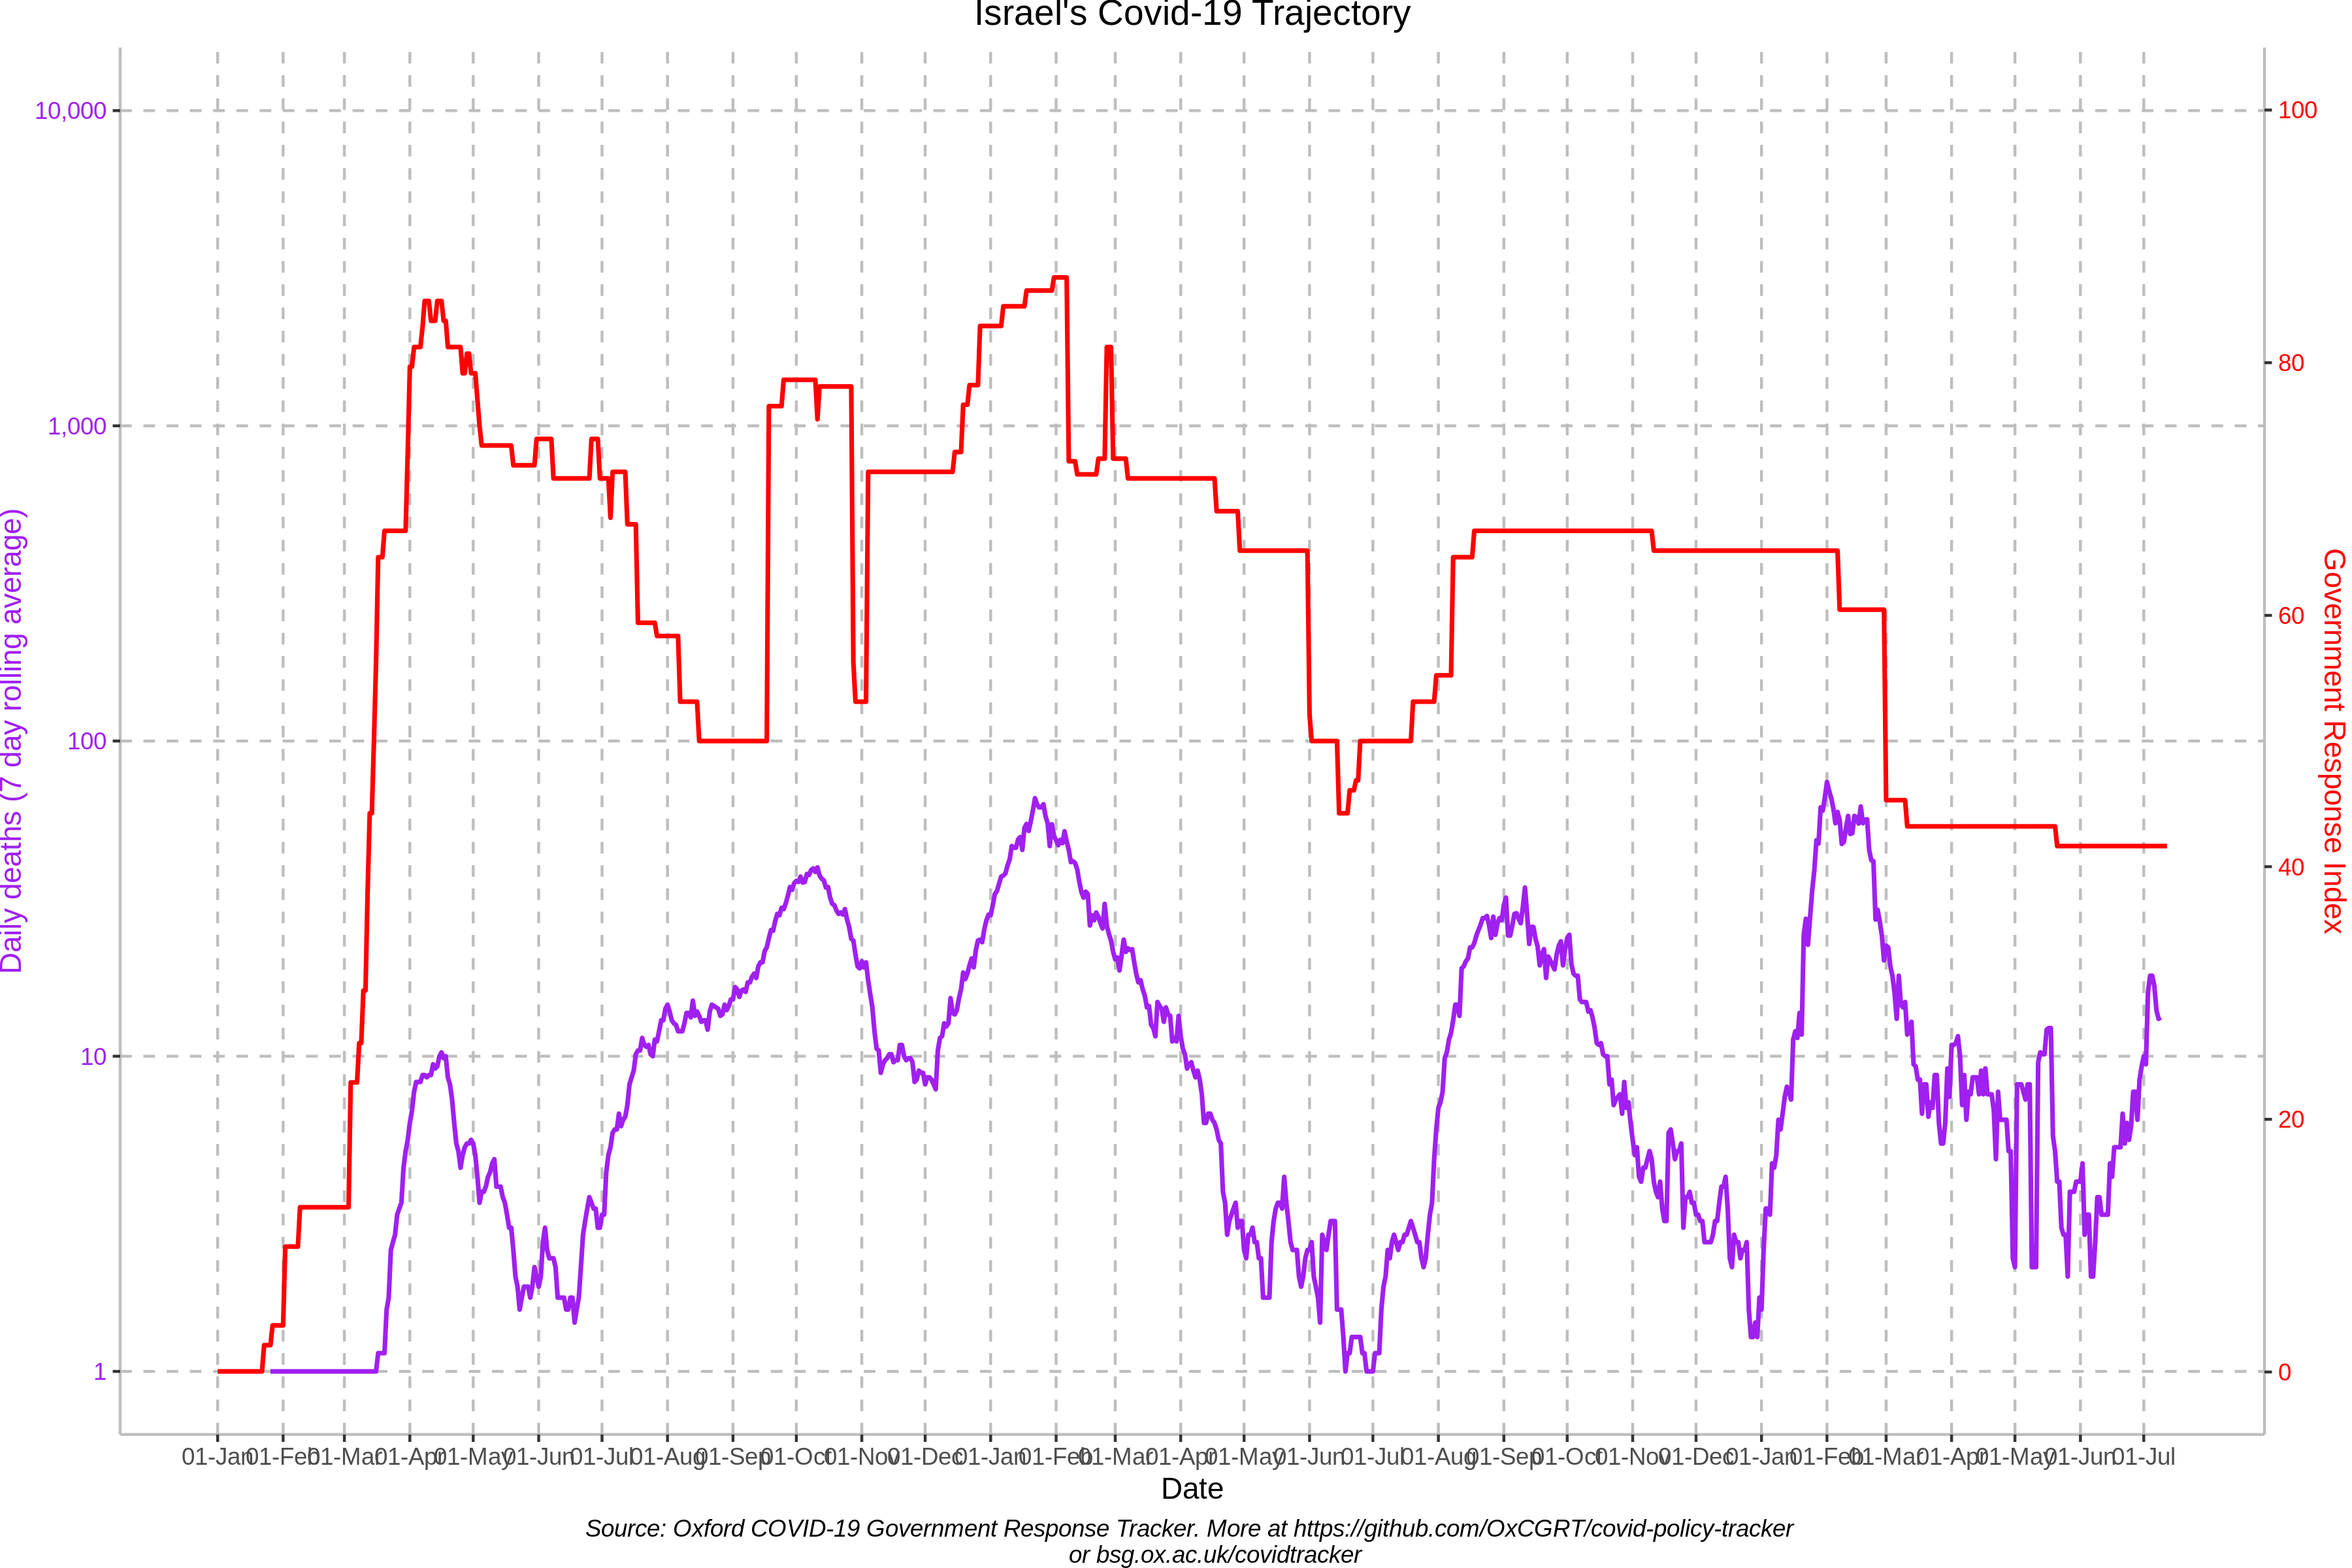 Israel's Covid-19 Trajectory
10,000
1,000
100
10
1
Daily deaths (7 day rolling average)
100
80
60
40
20
0
Government Response Index
01-Jan 01-Feb 01-Mar 01-Apr 01-May 01-Jun 01-Jul 01-Aug 01-Sep 01-Oct 01-Nov 01-Dec 01-Jan 01-Feb 01-Mar 01-Apr 01-May 01-Jun 01-Jul 01-Aug 01-Sep 01-Oct 01-Nov 01-Dec 01-Jan 01-Feb 01-Mar 01-Apr 01-May 01-Jun 01-Jul
Date
Source: Oxford COVID-19 Government Response Tracker. More at https://github.com/OxCGRT/covid-policy-tracker
or bsg.ox.ac.uk/covidtracker